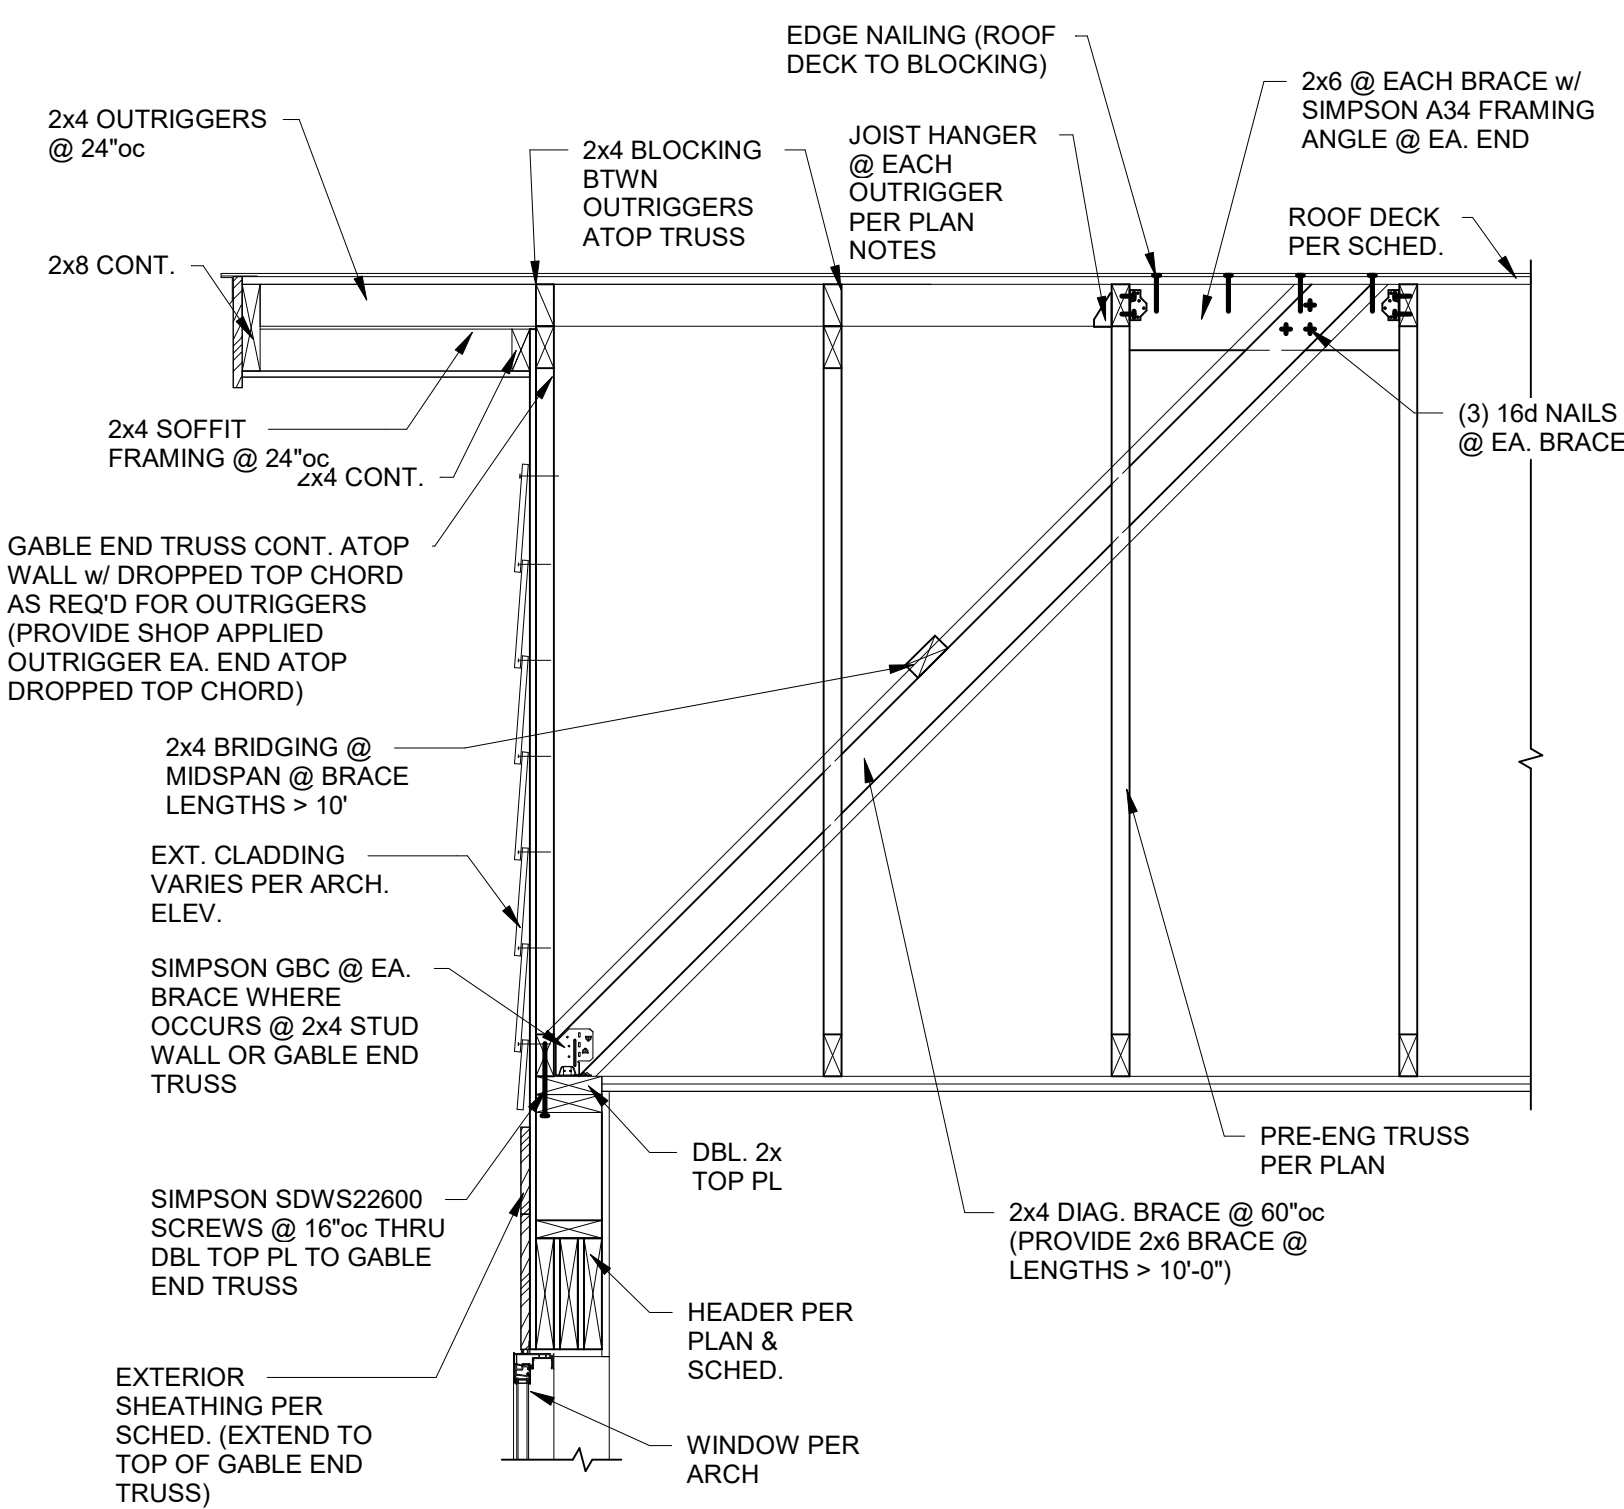 EDGE NAILING (ROOF
DECK TO BLOCKING)
2x6 @ EACH BRACE w/
SIMPSON A34 FRAMING
ANGLE @ EA. END
2x4 OUTRIGGERS
@ 24"oc
2x4 BLOCKING
BTWN
OUTRIGGERS
ATOP TRUSS
JOIST HANGER
@ EACH
OUTRIGGER
PER PLAN
NOTES
ROOF DECK
PER SCHED.
2x8 CONT.
2x4 SOFFIT
FRAMING @ 24"oc
2x4 CONT.
(3) 16d NAILS
@ EA. BRACE
GABLE END TRUSS CONT. ATOP
WALL w/ DROPPED TOP CHORD
AS REQ'D FOR OUTRIGGERS
(PROVIDE SHOP APPLIED
OUTRIGGER EA. END ATOP
DROPPED TOP CHORD)
2x4 BRIDGING @
MIDSPAN @ BRACE
LENGTHS > 10'
EXT. CLADDING
VARIES PER ARCH.
ELEV.
SIMPSON GBC @ EA.
BRACE WHERE
OCCURS @ 2x4 STUD
WALL OR GABLE END
TRUSS
DBL. 2x
TOP PL
PRE-ENG TRUSS
PER PLAN
SIMPSON SDWS22600
SCREWS @ 16"oc THRU
DBL TOP PL TO GABLE
END TRUSS
2x4 DIAG. BRACE @ 60"oc
(PROVIDE 2x6 BRACE @
LENGTHS > 10'-0")
HEADER PER
PLAN &
SCHED.
EXTERIOR
SHEATHING PER
SCHED. (EXTEND TO
TOP OF GABLE END
TRUSS)
WINDOW PER
ARCH